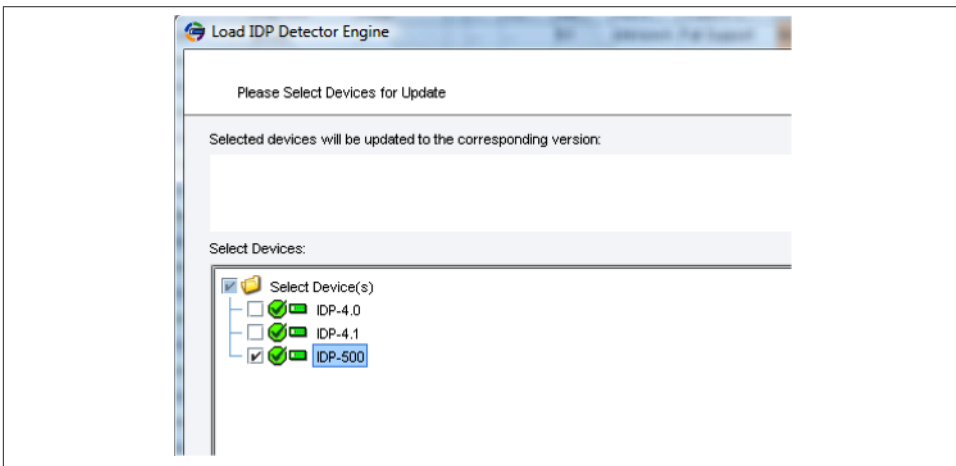 Load IDP Detector Engine
Please Select Devices for Update
Selected devices will be updated to the corresponding version:
Select Devices:
Select Device(s)
IDP-4.0
IDP-4.1
IDP-500